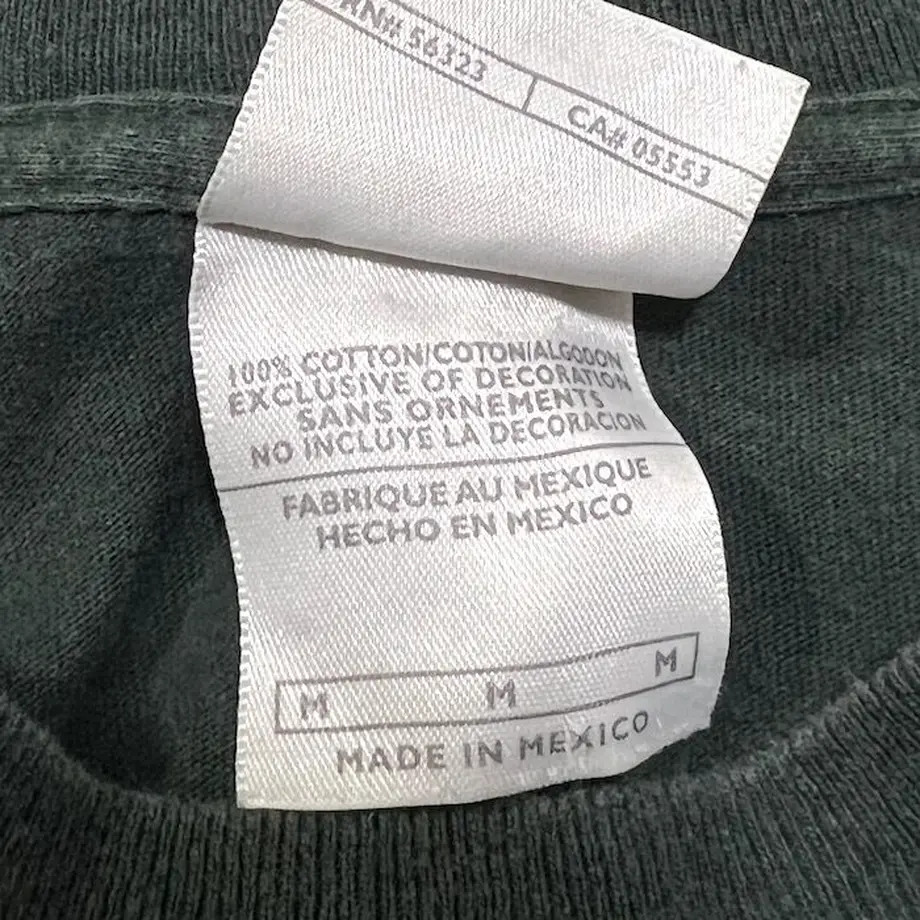 RN# 56323 | CA# 05553
100% COTTON/COTON/ALGODON
EXCLUSIVE OF DECORATION
SANS ORNEMENTS
NO INCLUYE LA DECORACION
FABRIQUE AU MEXIQUE
HECHO EN MEXICO
M M M
MADE IN MEXICO